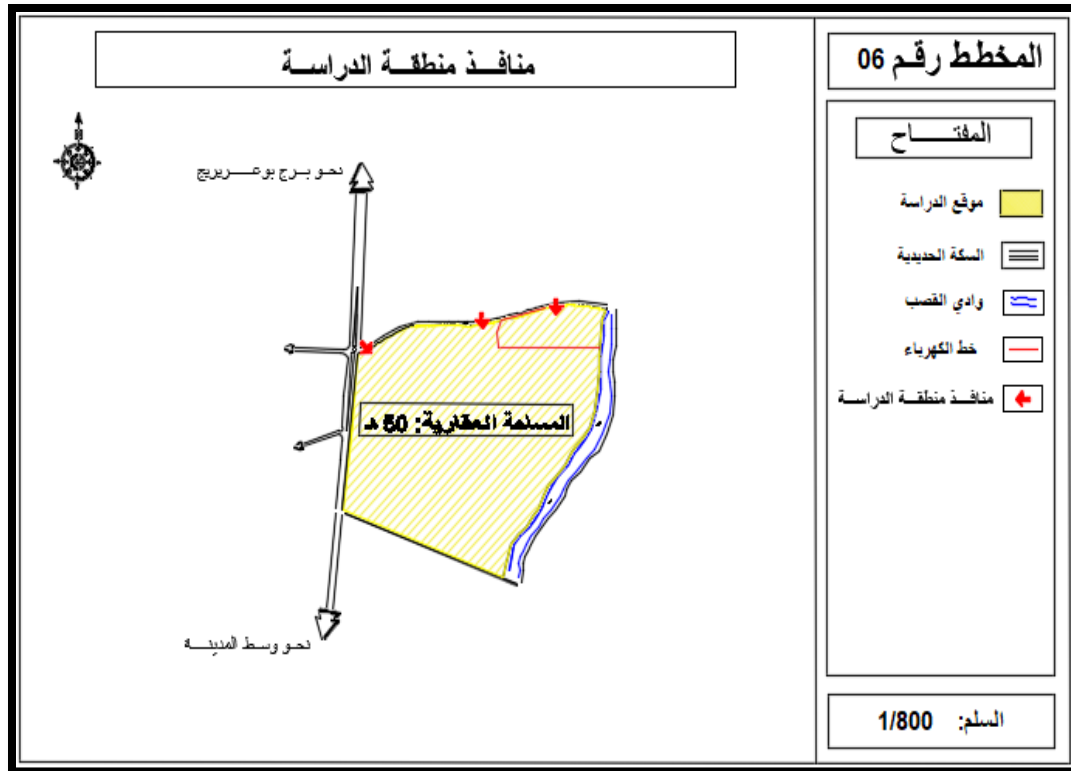 المخطط رقم 06
منافذ منطقة الدراسة
المفتاح
موقع الدراسة
السكة الحديدية
وادي القصب
خط الكهرباء
منافذ منطقة الدراسة
السلم: 1/800
N
نحو برج بوعريريج
المساحة العقارية: 50 هـ
نحو وسط المدينة